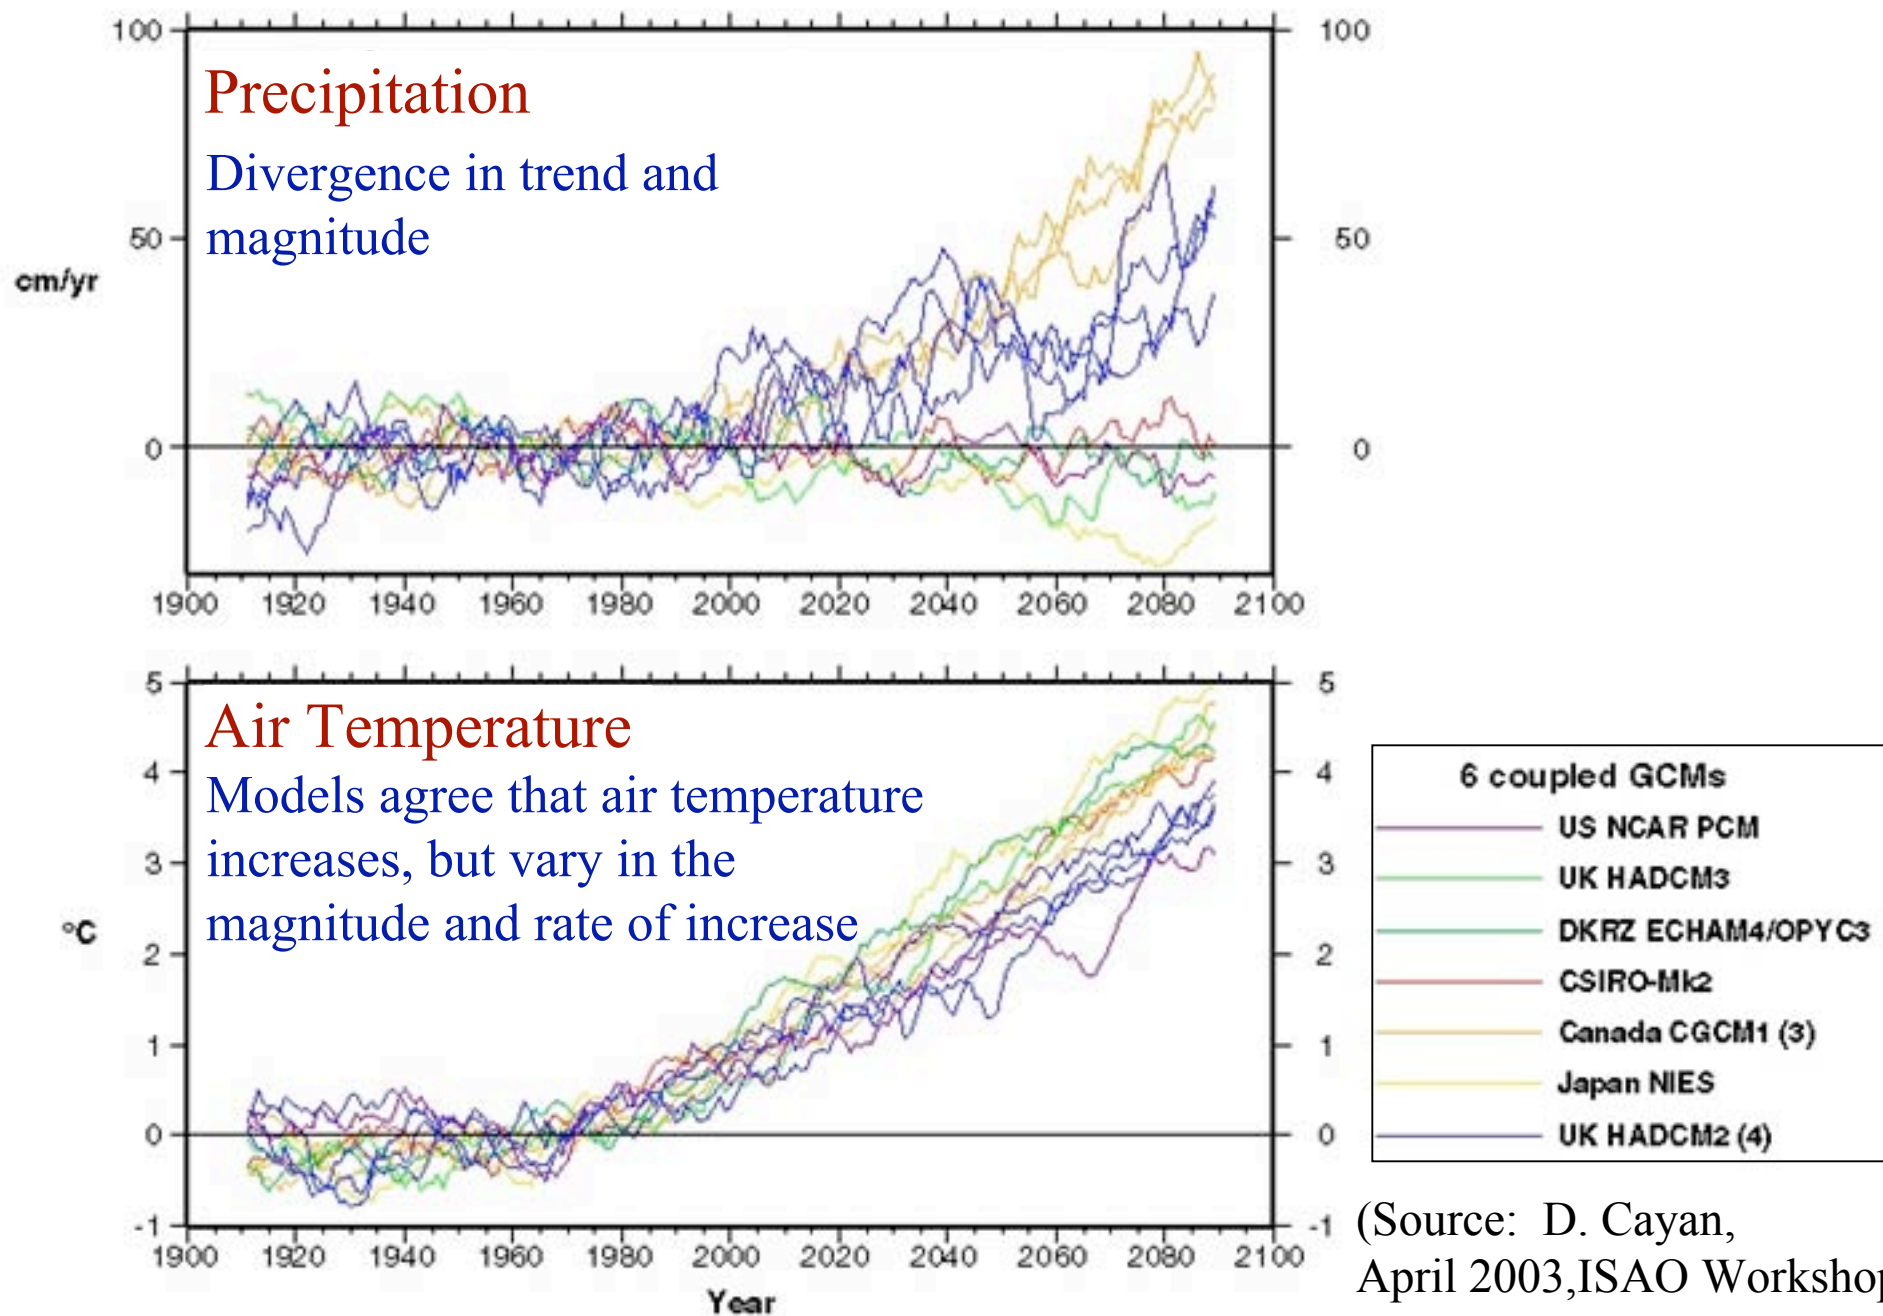 100
100
Precipitation
Divergence in trend and
magnitude
50
50
cm/yr
0
0
1900 1920 1940 1960 1980 2000 2020 2040 2060 2080 2100
5
5
Air Temperature
Models agree that air temperature
increases, but vary in the
magnitude and rate of increase
4
4
3
3
°C
2
2
1
1
0
0
-1
-1
1900 1920 1940 1960 1980 2000 2020 2040 2060 2080 2100
Year
6 coupled GCMs
US NCAR PCM
UK HADCM3
DKRZ ECHAM4/OPYC3
CSIRO-Mk2
Canada CGCM1 (3)
Japan NIES
UK HADCM2 (4)
(Source: D. Cayan,
April 2003,ISAO Workshop